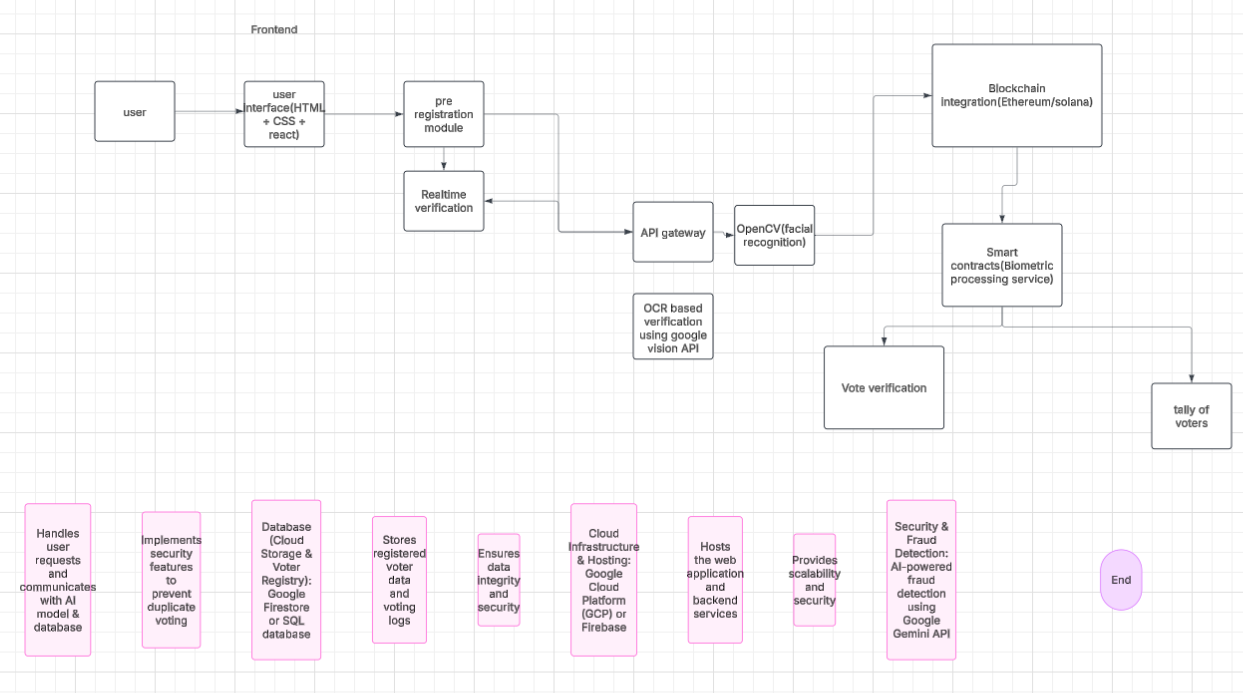 Frontend
user
user
interface(HTML
+ CSS +
react)
pre
registration
module
Realtime
verification
API gateway
OpenCV(facial
recognition)
OCR based
verification
using google
vision API
Blockchain
integration(Ethereum/solana)
Smart
contracts(Biometric
processing service)
Vote verification
tally of
voters
Handles
user
requests
and
communicates
with AI
model &
database
Implements
security
features
to
prevent
duplicate
voting
Database
(Cloud
Storage &
Voter
Registry):
Google
Firestore
or SQL
database
Stores
registered
voter
data
and
voting
logs
Ensures
data
integrity
and
security
Cloud
Infrastructure
& Hosting:
Google
Cloud
Platform
(GCP) or
Firebase
Hosts
the web
application
and
backend
services
Provides
scalability
and
security
Security &
Fraud
Detection:
AI-powered
fraud
detection
using
Google
Gemini API
End